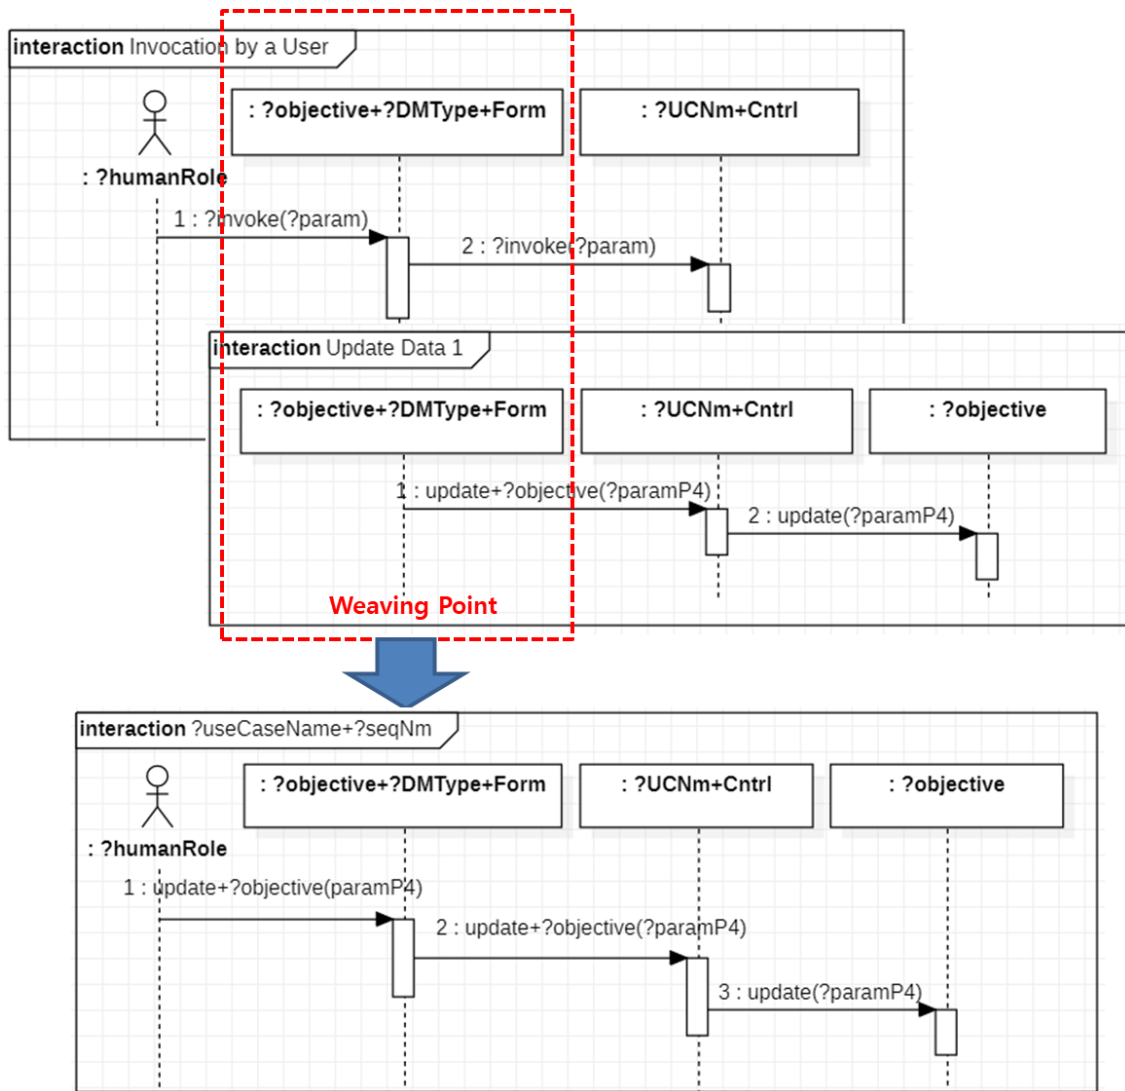 interaction Invocation by a User
: ?objective+?DMType+Form
: ?UCNm+Cntrl
: ?humanRole
1 : ?invoke(?param)
2 : ?invoke(?param)
interaction Update Data 1
: ?objective+?DMType+Form
: ?UCNm+Cntrl
: ?objective
1 : update+?objective(?paramP4)
2 : update(?paramP4)
Weaving Point
interaction ?useCaseName+?seqNm
: ?objective+?DMType+Form
: ?UCNm+Cntrl
: ?objective
: ?humanRole
1 : update+?objective(paramP4)
2 : update+?objective(?paramP4)
3 : update(?paramP4)